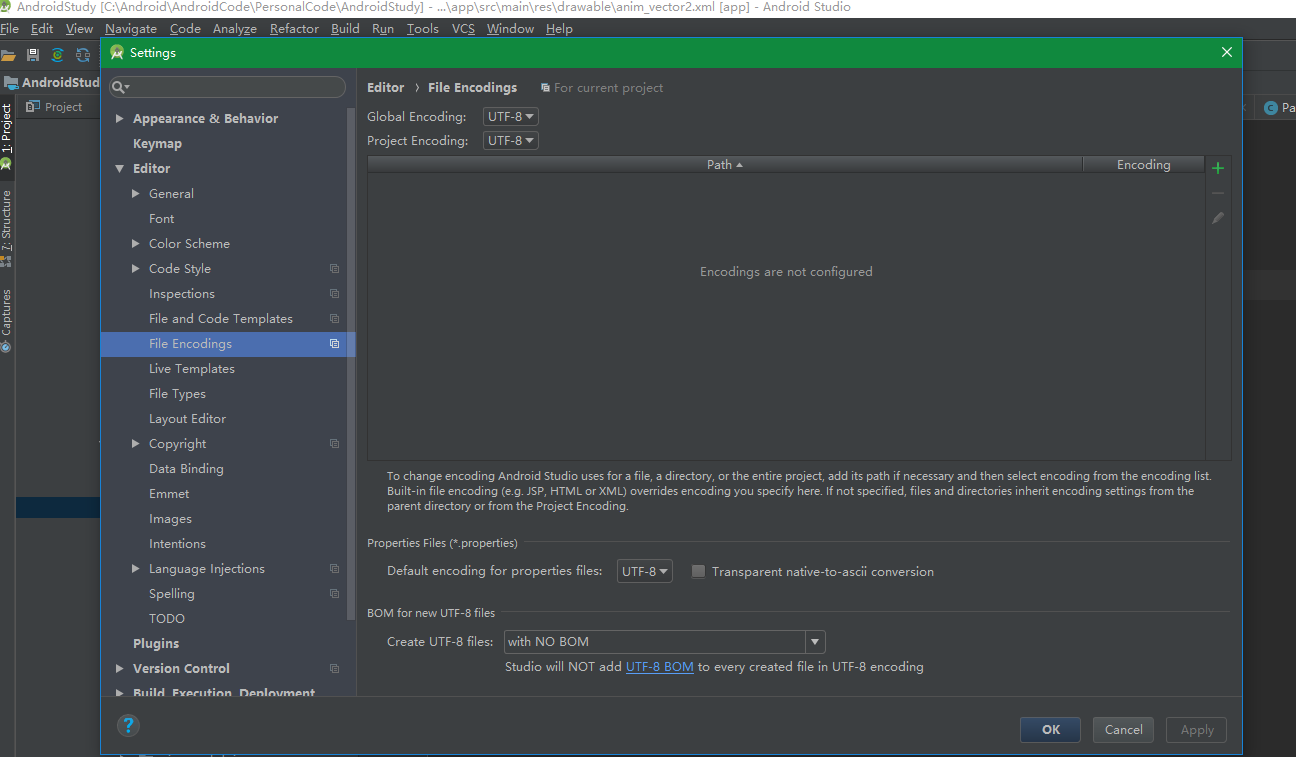 AndroidStudy [C:\Android\AndroidCode\PersonalCode\AndroidStudy] - ...\app\src\main\res\drawable\anim_vector2.xml [app] - Android Studio
File Edit View Navigate Code Analyze Refactor Build Run Tools VCS Window Help
Settings
AndroidStud
Project
1: Project
7: Structure
Captures
Pa
Appearance & Behavior
Keymap
Editor
General
Font
Color Scheme
Code Style
Inspections
File and Code Templates
File Encodings
Live Templates
File Types
Layout Editor
Copyright
Data Binding
Emmet
Images
Intentions
Language Injections
Spelling
TODO
Plugins
Version Control
Build, Execution, Deployment
Editor › File Encodings For current project
Global Encoding: UTF-8
Project Encoding: UTF-8
Path Encoding
Encodings are not configured
To change encoding Android Studio uses for a file, a directory, or the entire project, add its path if necessary and then select encoding from the encoding list.
Built-in file encoding (e.g. JSP, HTML or XML) overrides encoding you specify here. If not specified, files and directories inherit encoding settings from the
parent directory or from the Project Encoding.
Properties Files (*.properties)
Default encoding for properties files: UTF-8 Transparent native-to-ascii conversion
BOM for new UTF-8 files
Create UTF-8 files: with NO BOM
Studio will NOT add UTF-8 BOM to every created file in UTF-8 encoding
?
OK Cancel Apply